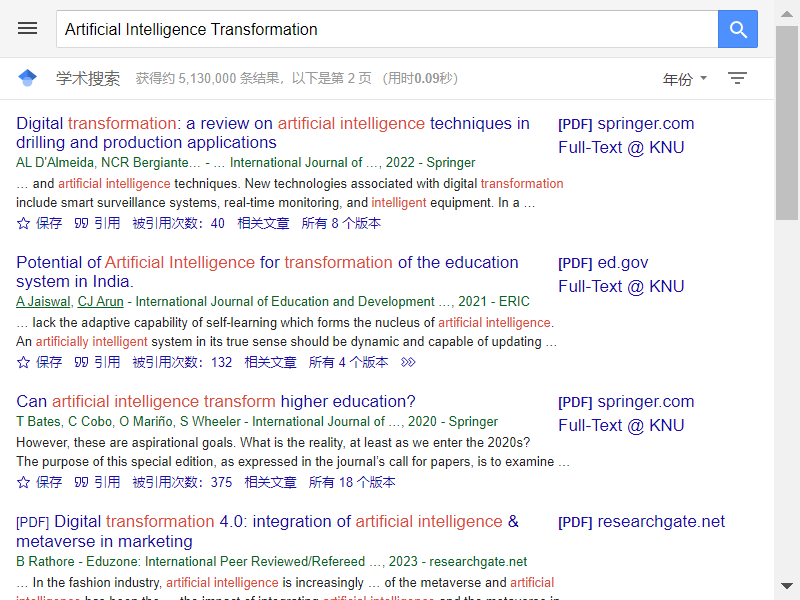 Artificial Intelligence Transformation
学术搜索 获得约 5,130,000 条结果，以下是第 2 页 （用时0.09秒） 年份
Digital transformation: a review on artificial intelligence techniques in drilling and production applications
[PDF] springer.com
Full-Text @ KNU
AL D'Almeida, NCR Bergiante… - … International Journal of …, 2022 - Springer
… and artificial intelligence techniques. New technologies associated with digital transformation
include smart surveillance systems, real-time monitoring, and intelligent equipment. In a …
保存 引用 被引用次数：40 相关文章 所有 8 个版本
Potential of Artificial Intelligence for transformation of the education system in India.
[PDF] ed.gov
Full-Text @ KNU
A Jaiswal, CJ Arun - International Journal of Education and Development …, 2021 - ERIC
… lack the adaptive capability of self-learning which forms the nucleus of artificial intelligence.
An artificially intelligent system in its true sense should be dynamic and capable of updating …
保存 引用 被引用次数：132 相关文章 所有 4 个版本
Can artificial intelligence transform higher education?
[PDF] springer.com
Full-Text @ KNU
T Bates, C Cobo, O Mariño, S Wheeler - International Journal of …, 2020 - Springer
However, these are aspirational goals. What is the reality, at least as we enter the 2020s?
The purpose of this special edition, as expressed in the journal's call for papers, is to examine …
保存 引用 被引用次数：375 相关文章 所有 18 个版本
[PDF] Digital transformation 4.0: integration of artificial intelligence & metaverse in marketing
[PDF] researchgate.net
B Rathore - Eduzone: International Peer Reviewed/Refereed …, 2023 - researchgate.net
… In the fashion industry, artificial intelligence is increasingly … of the metaverse and artificial